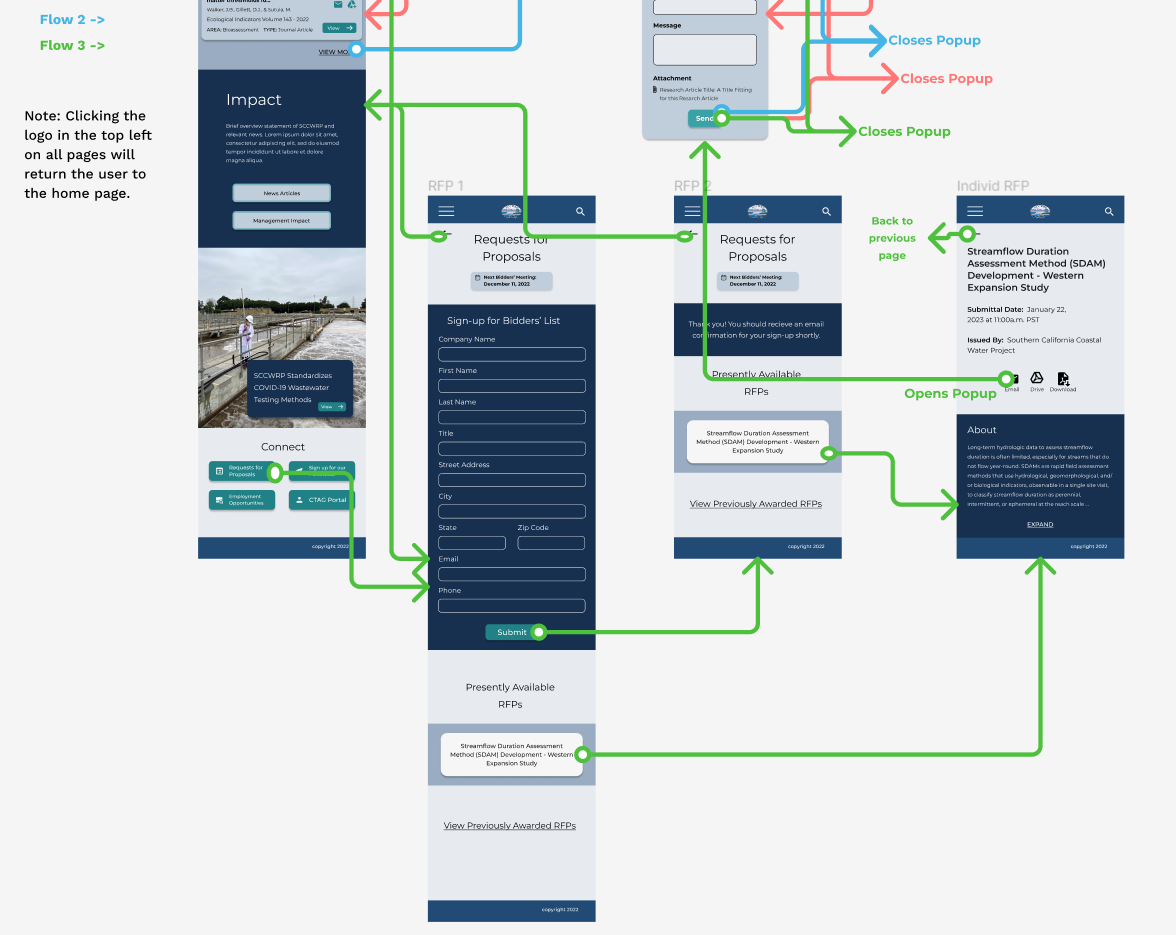 Flow 2 ->
Flow 3 ->
Note: Clicking the
logo in the top left
on all pages will
return the user to
the home page.
Walker, J.B., Gillett, D.J., & Sutula, M.
Ecological Indicators Volume 143 - 2022
AREA: Bioassessment TYPE: Journal Article
View
VIEW MO
Impact
Brief overview statement of SCCWRP and
relevant news. Lorem ipsum dolor sit amet,
consectetur adipiscing elit, sed do eiusmod
tempor incididunt ut labore et dolore
magna aliqua.
News Articles
Management Impact
SCCWRP Standardizes
COVID-19 Wastewater
Testing Methods
View
Connect
Requests for
Proposals
Sign up for our
Employment
Opportunities
CTAG Portal
copyright 2022
Message
Attachment
Research Article Title: A Title Fitting
for this Resarch Article
Send
Closes Popup
Closes Popup
Closes Popup
RFP 1
Requests for
Proposals
Next Bidders' Meeting:
December 11, 2022
Sign-up for Bidders' List
Company Name
First Name
Last Name
Title
Street Address
City
State Zip Code
Email
Phone
Submit
Presently Available
RFPs
Streamflow Duration Assessment
Method (SDAM) Development - Western
Expansion Study
View Previously Awarded RFPs
copyright 2022
RFP 2
Requests for
Proposals
Next Bidders' Meeting:
December 11, 2022
Thank you! You should recieve an email
confirmation for your sign-up shortly.
Presently Available
RFPs
Streamflow Duration Assessment
Method (SDAM) Development - Western
Expansion Study
View Previously Awarded RFPs
copyright 2022
Individ RFP
Back to
previous
page
Streamflow Duration
Assessment Method (SDAM)
Development - Western
Expansion Study
Submittal Date: January 22,
2023 at 11:00a.m. PST
Issued By: Southern California Coastal
Water Project
Email Drive Download
Opens Popup
About
Long-term hydrologic data to assess streamflow
duration is often limited, especially for streams that do
not flow year-round. SDAMs are rapid field assessment
methods that use hydrological, geomorphological, and/
or biological indicators, observable in a single site visit,
to classify streamflow duration as perennial,
intermittent, or ephemeral at the reach scale ...
EXPAND
copyright 2022